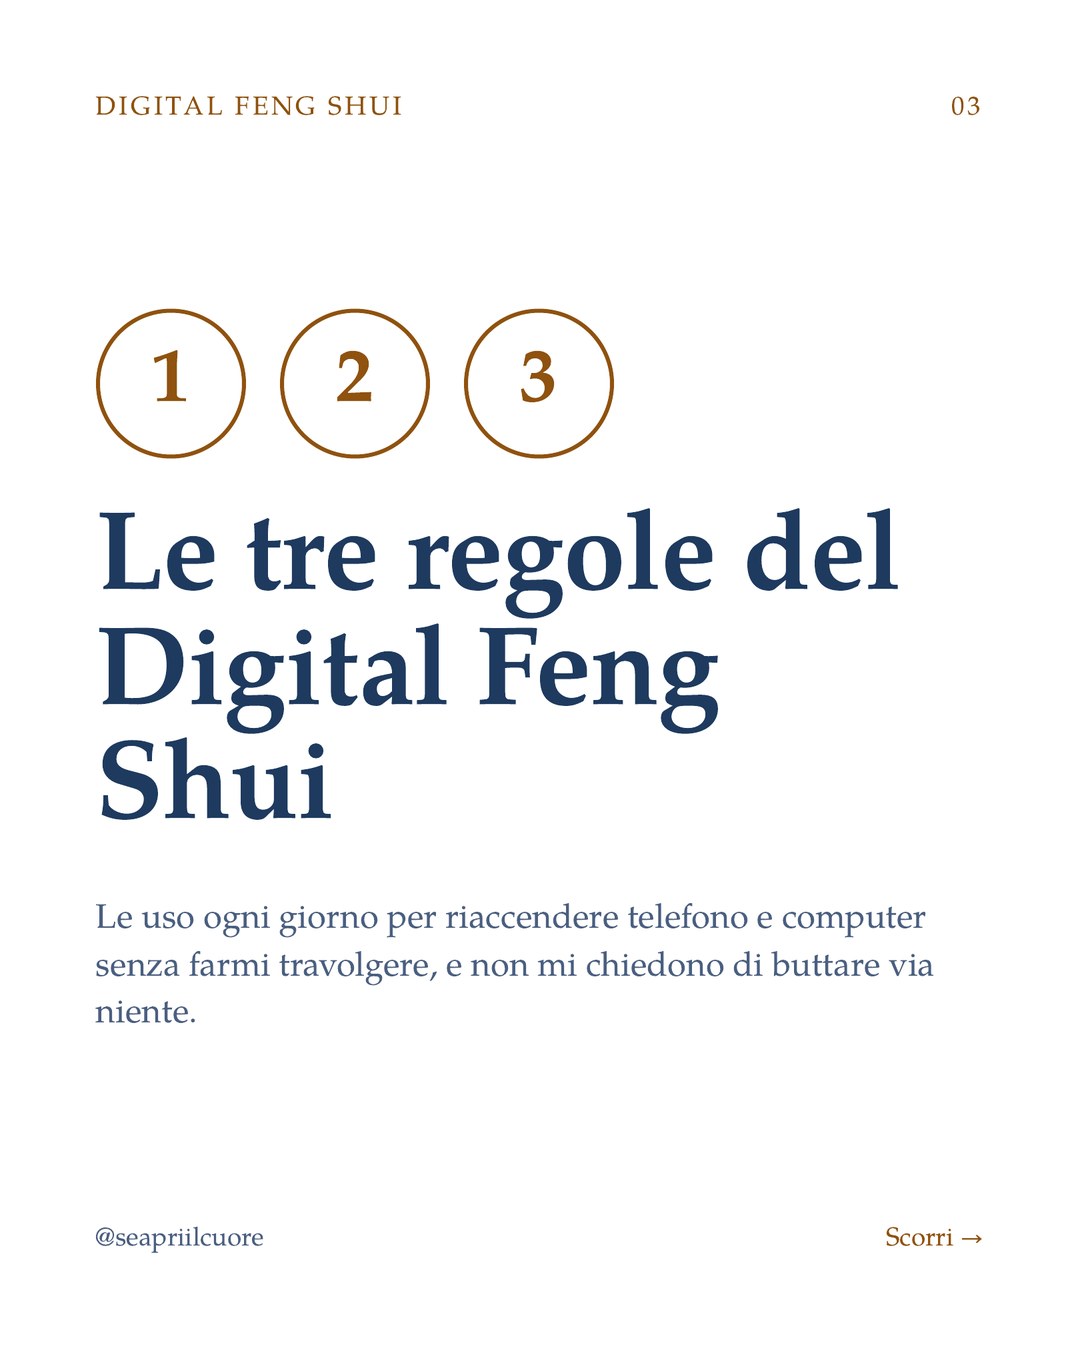 DIGITAL FENG SHUI
03
1 2 3
Le tre regole del
Digital Feng
Shui
Le uso ogni giorno per riaccendere telefono e computer
senza farmi travolgere, e non mi chiedono di buttare via
niente.
@seapriilcuore
Scorri →